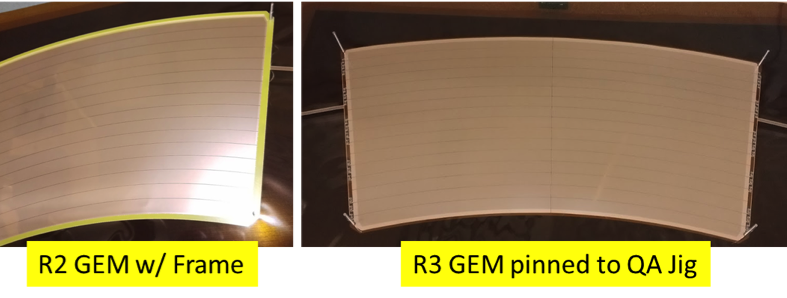 R2 GEM w/ Frame
R3 GEM pinned to QA Jig